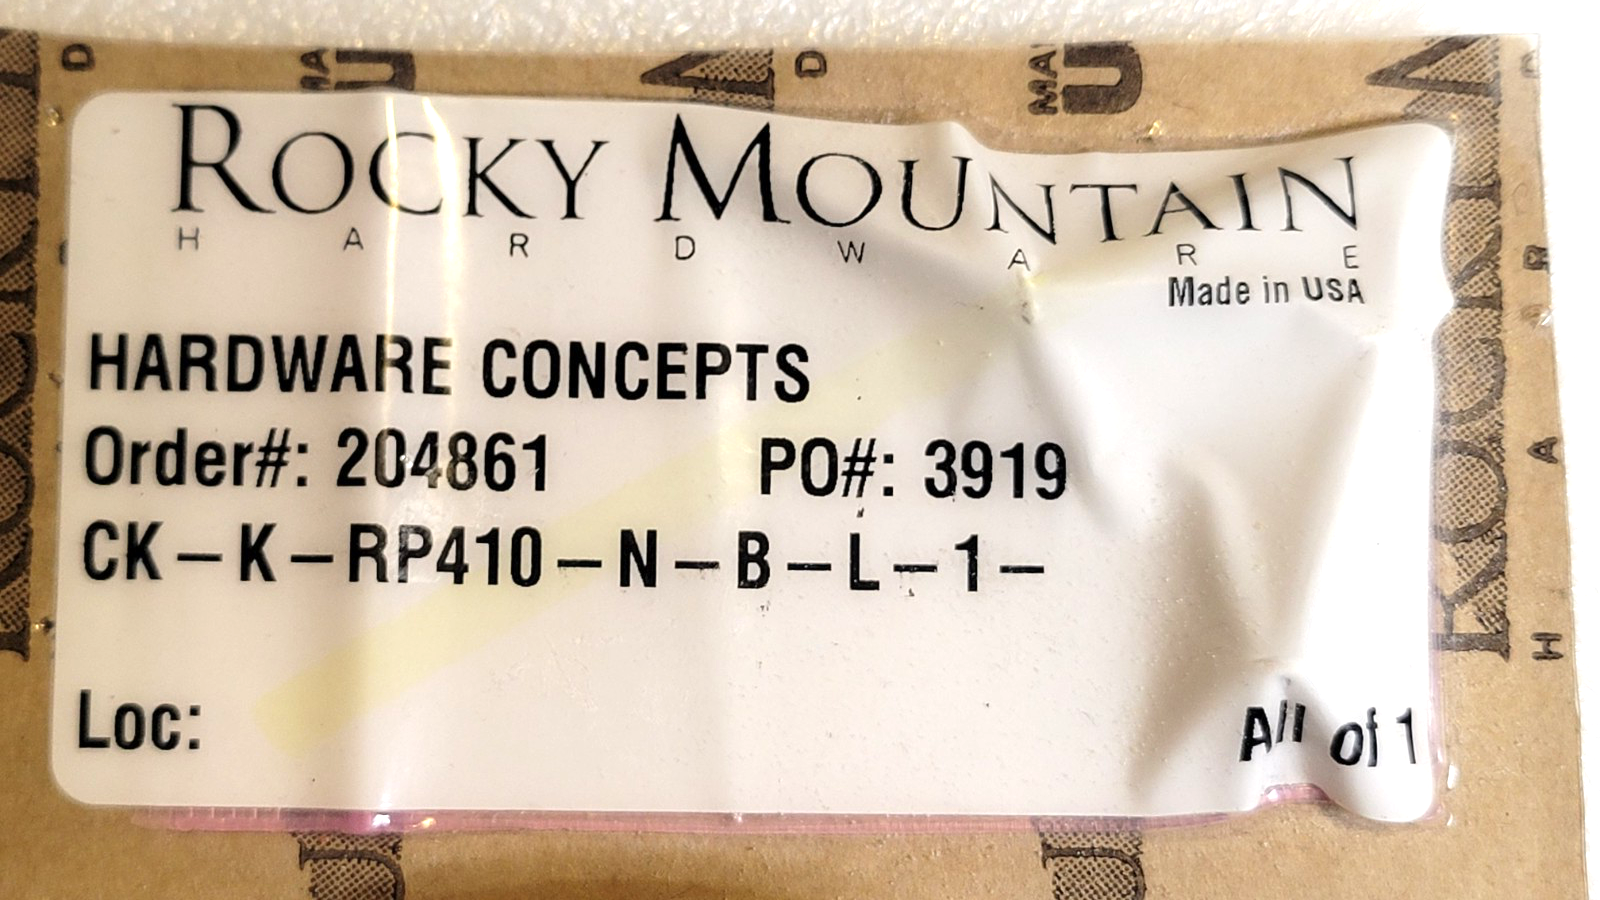 ROCKY MOUNTAIN
HARDWARE
Made in USA
HARDWARE CONCEPTS
Order#: 204861 PO#: 3919
CK-K-RP410-N-B-L-1-
Loc:
All of 1